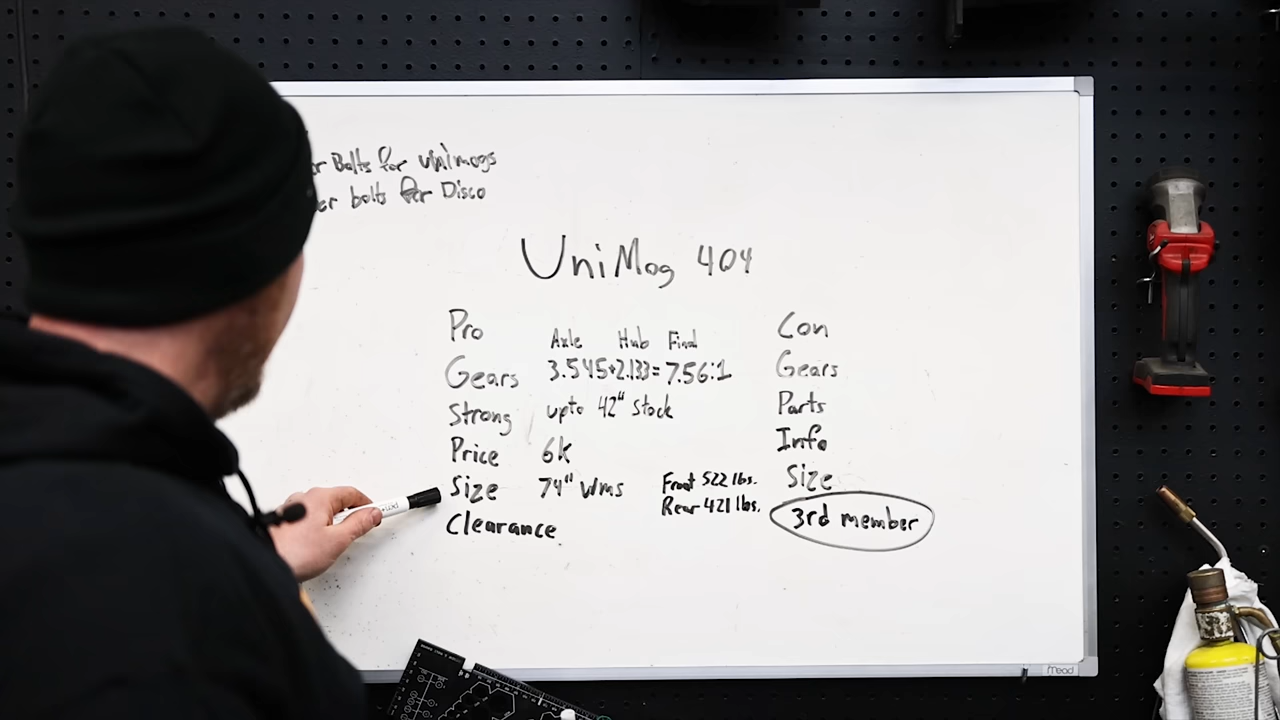 Bolts for unimogs
bolts for Disco
UniMog 404
Pro
Axle Hub Final
Gears 3.545+2.133=7.56:1
Strong upto 42" stock
Price 6k
Size 74" Wms
Front 522 lbs.
Rear 421 lbs.
Clearance
Con
Gears
Parts
Info
Size
3rd member
mead